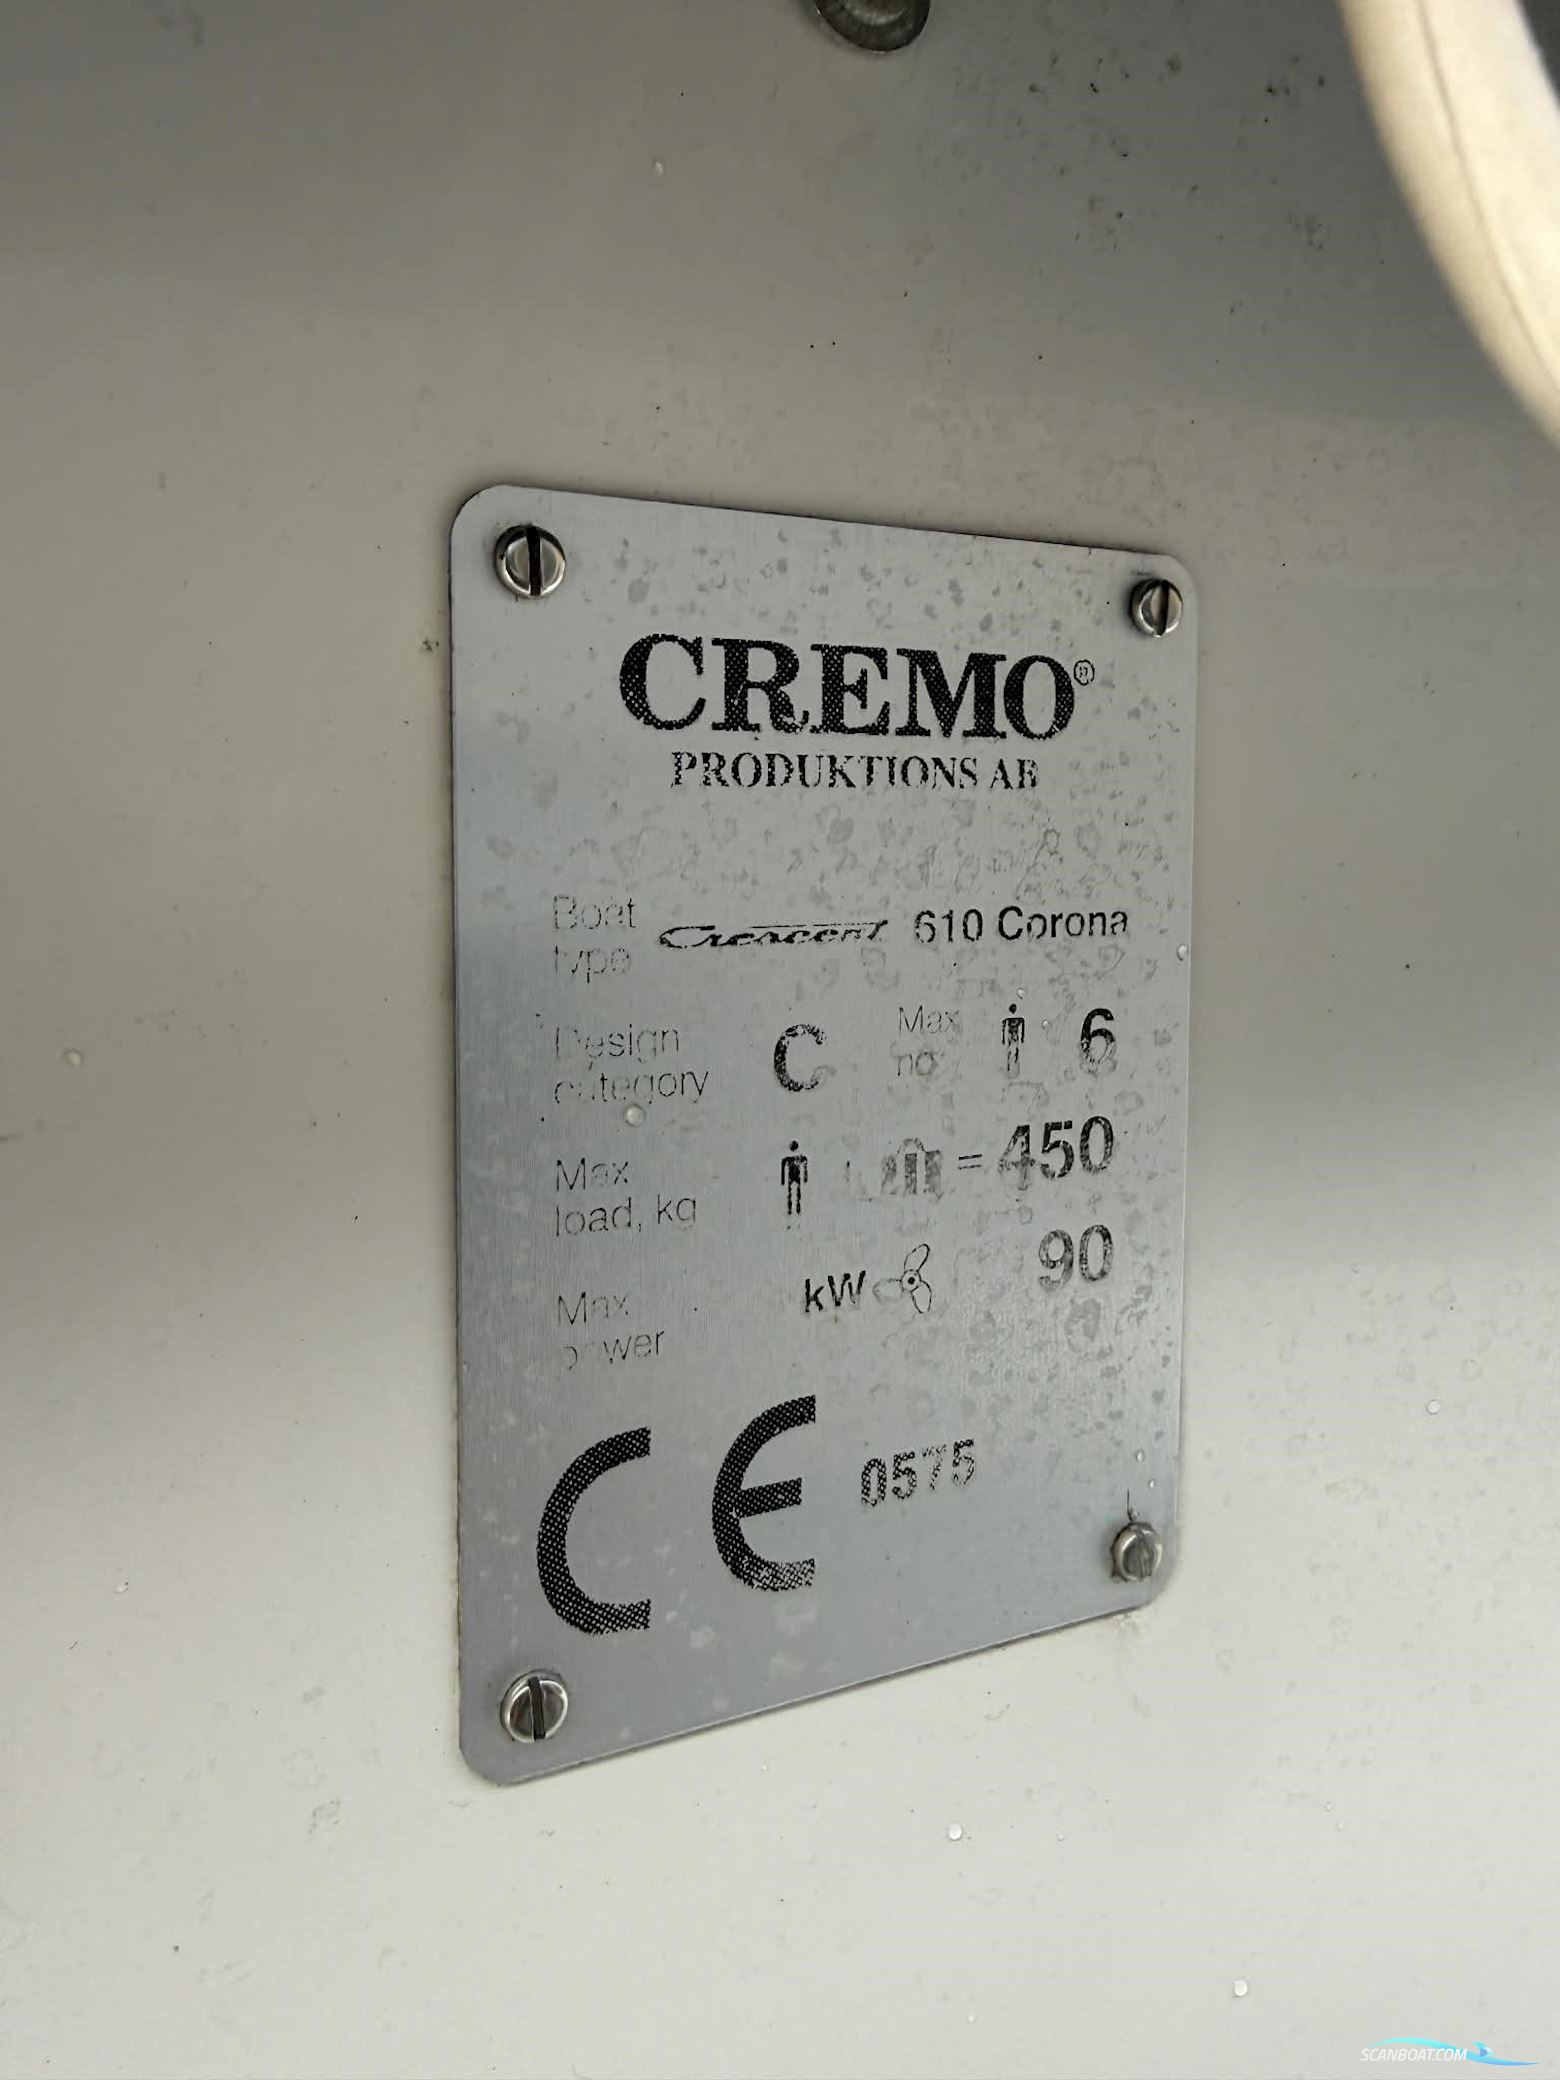 CREMO®
PRODUKTIONS AB
Boat
type
Crescent 610 Corona
Design
category
C
Max
no
6
Max
load, kg
= 450
Max
power
kW
90
CE 0575
SCANBOAT.COM